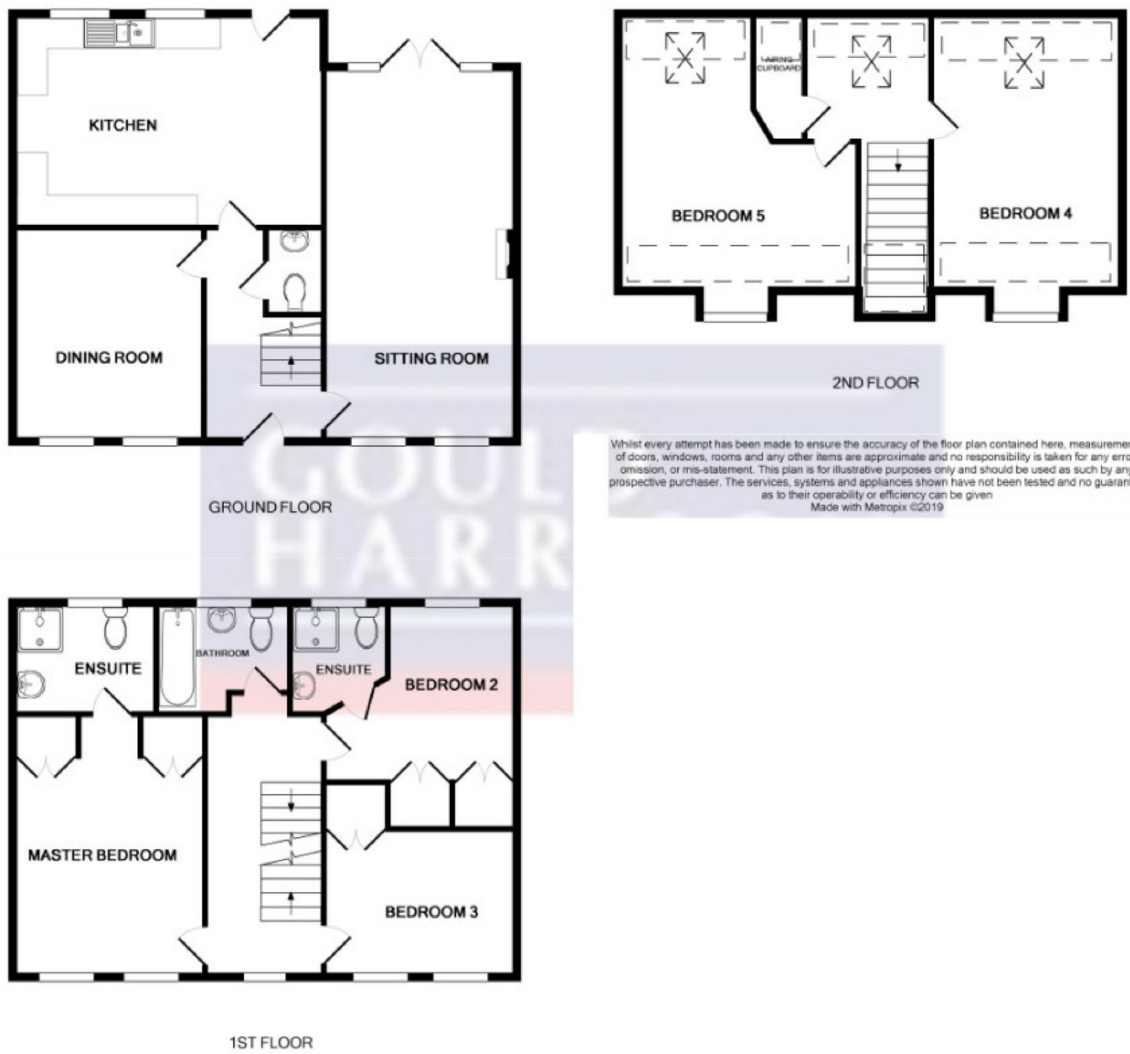 KITCHEN
DINING ROOM
SITTING ROOM
GROUND FLOOR
AIRING
CUPBOARD
BEDROOM 5
BEDROOM 4
2ND FLOOR
Whilst every attempt has been made to ensure the accuracy of the floor plan contained here, measuremen
of doors, windows, rooms and any other items are approximate and no responsibility is taken for any erro
omission, or mis-statement. This plan is for illustrative purposes only and should be used as such by any
prospective purchaser. The services, systems and appliances shown have not been tested and no guarant
as to their operability or efficiency can be given
Made with Metropix ©2019
GOUL
HARR
ENSUITE
BATHROOM
ENSUITE
BEDROOM 2
MASTER BEDROOM
BEDROOM 3
1ST FLOOR